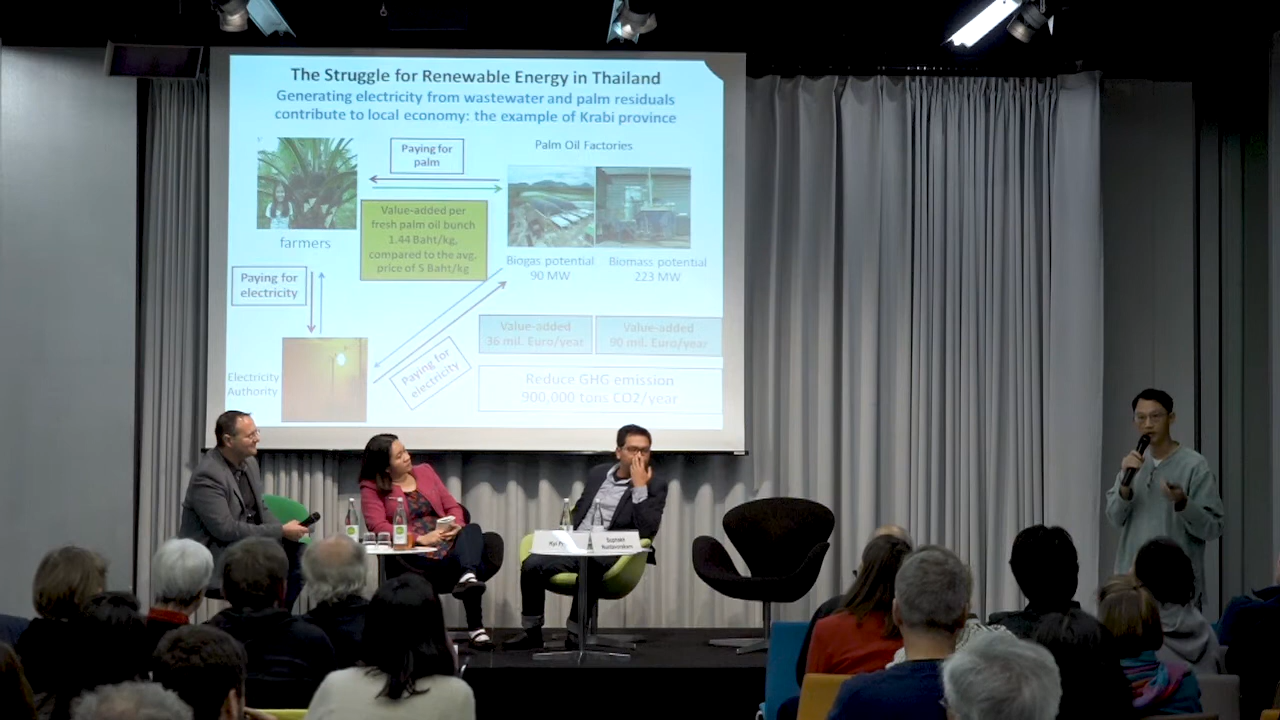 The Struggle for Renewable Energy in Thailand
Generating electricity from wastewater and palm residuals
contribute to local economy: the example of Krabi province
Paying for
palm
Palm Oil Factories
Value-added per
fresh palm oil bunch
1.44 Baht/kg,
compared to the avg.
price of 5 Baht/kg
farmers
Biogas potential
90 MW
Biomass potential
223 MW
Paying for
electricity
Value-added
36 mil. Euro/year
Value-added
90 mil. Euro/year
Paying for
electricity
Electricity
Authority
Reduce GHG emission
900,000 tons CO2/year